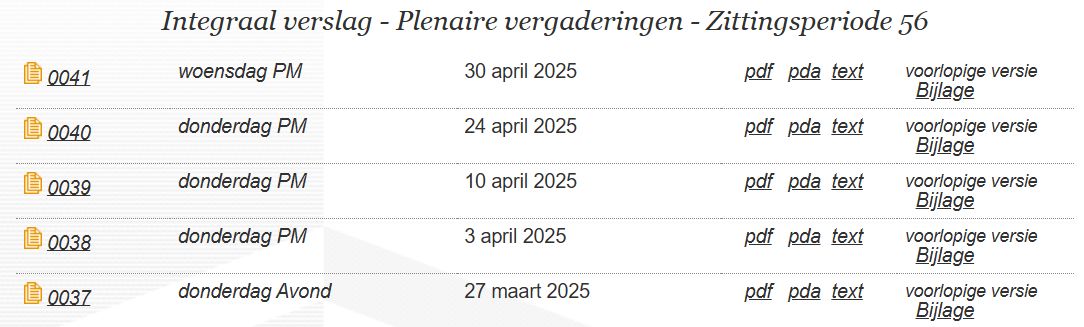 Integraal verslag - Plenaire vergaderingen - Zittingsperiode 56
0041 woensdag PM 30 april 2025 pdf pda text voorlopige versie
Bijlage
0040 donderdag PM 24 april 2025 pdf pda text voorlopige versie
Bijlage
0039 donderdag PM 10 april 2025 pdf pda text voorlopige versie
Bijlage
0038 donderdag PM 3 april 2025 pdf pda text voorlopige versie
Bijlage
0037 donderdag Avond 27 maart 2025 pdf pda text voorlopige versie
Bijlage